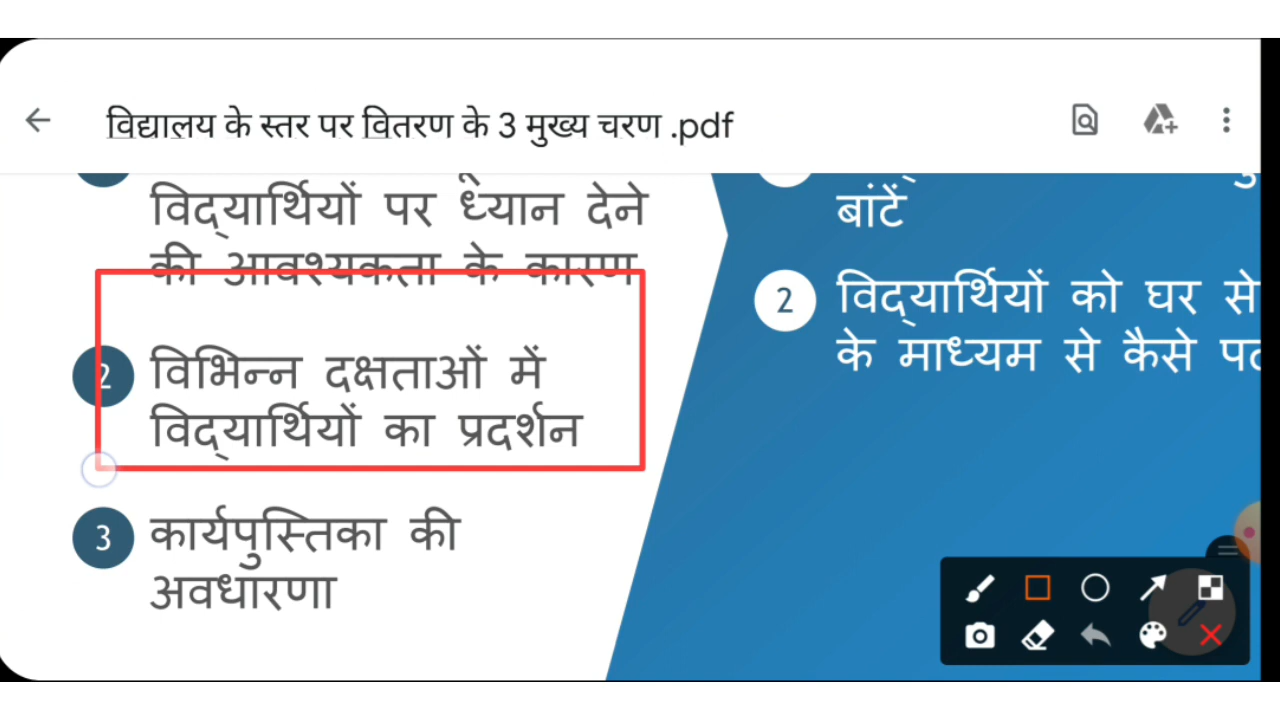 विद्यालय के स्तर पर वितरण के 3 मुख्य चरण .pdf
विद्यार्थियों पर ध्यान देने
की आवश्यकता के कारण
2 विभिन्न दक्षताओं में
विद्यार्थियों का प्रदर्शन
3 कार्यपुस्तिका की
अवधारणा
बांटें
2 विद्यार्थियों को घर से
के माध्यम से कैसे